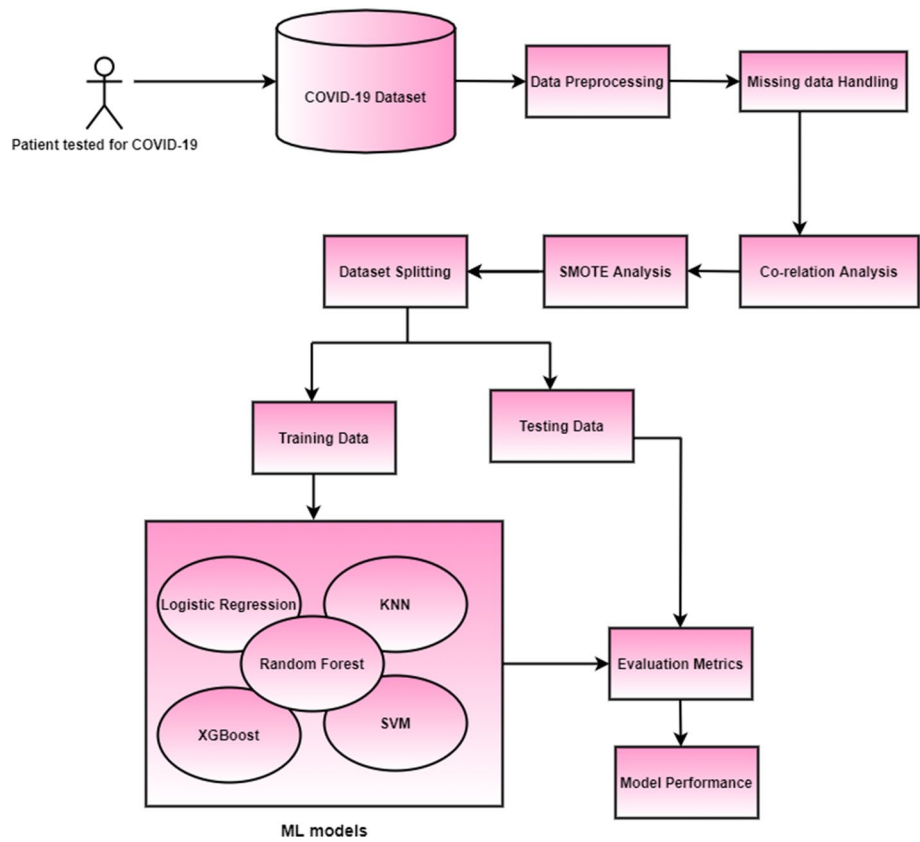 Patient tested for COVID-19
COVID-19 Dataset
Data Preprocessing
Missing data Handling
Co-relation Analysis
SMOTE Analysis
Dataset Splitting
Training Data
Testing Data
Logistic Regression
KNN
Random Forest
XGBoost
SVM
ML models
Evaluation Metrics
Model Performance